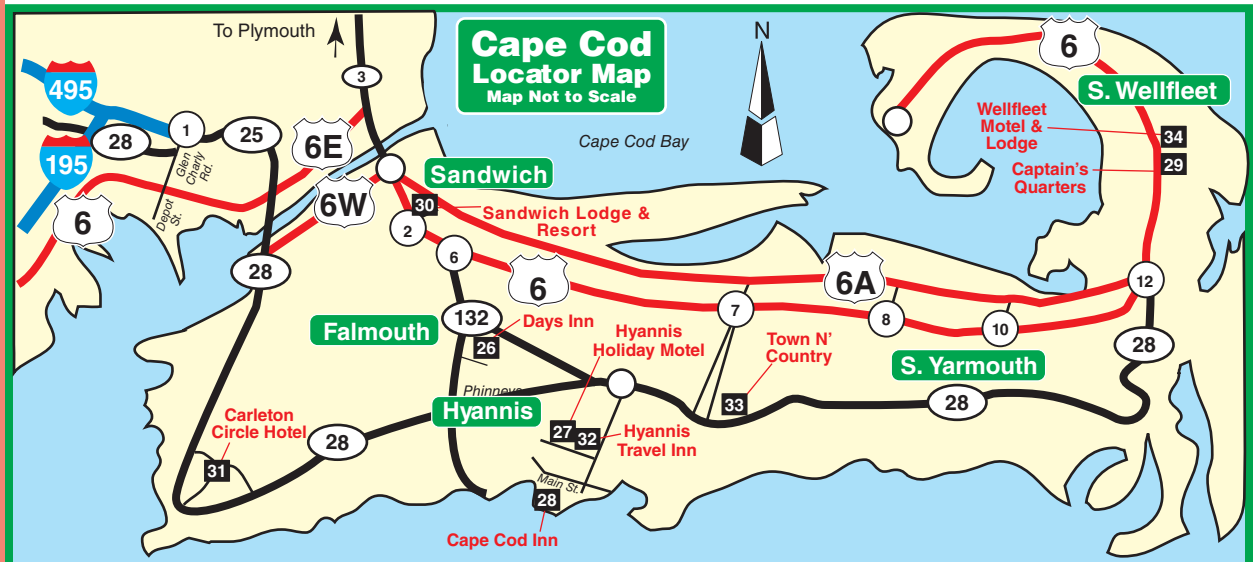 To Plymouth
Cape Cod
Locator Map
Map Not to Scale
N
Cape Cod Bay
3
6
S. Wellfleet
495
195
28
1
25
6E
6W
6
Glen
Charly
Rd.
Depot
St.
Sandwich
Wellfleet
Motel &
Lodge
34
Captain's
Quarters
29
30
Sandwich Lodge &
Resort
2
6
28
6
6A
12
7
8
10
132
Falmouth
Days Inn
26
Hyannis
Holiday Motel
Town N'
Country
S. Yarmouth
28
Phinneys
Hyannis
33
28
Carleton
Circle Hotel
28
31
27
32
Hyannis
Travel Inn
Main St.
28
Cape Cod Inn